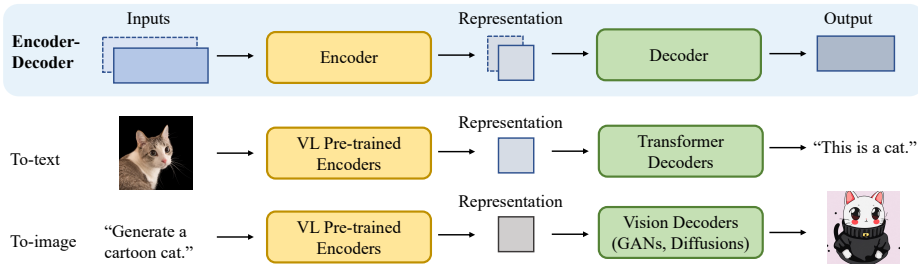 Inputs
Representation
Output
Encoder-
Decoder
Encoder
Decoder
Representation
To-text
VL Pre-trained
Encoders
Transformer
Decoders
“This is a cat.”
Representation
To-image
“Generate a
cartoon cat.”
VL Pre-trained
Encoders
Vision Decoders
(GANs, Diffusions)